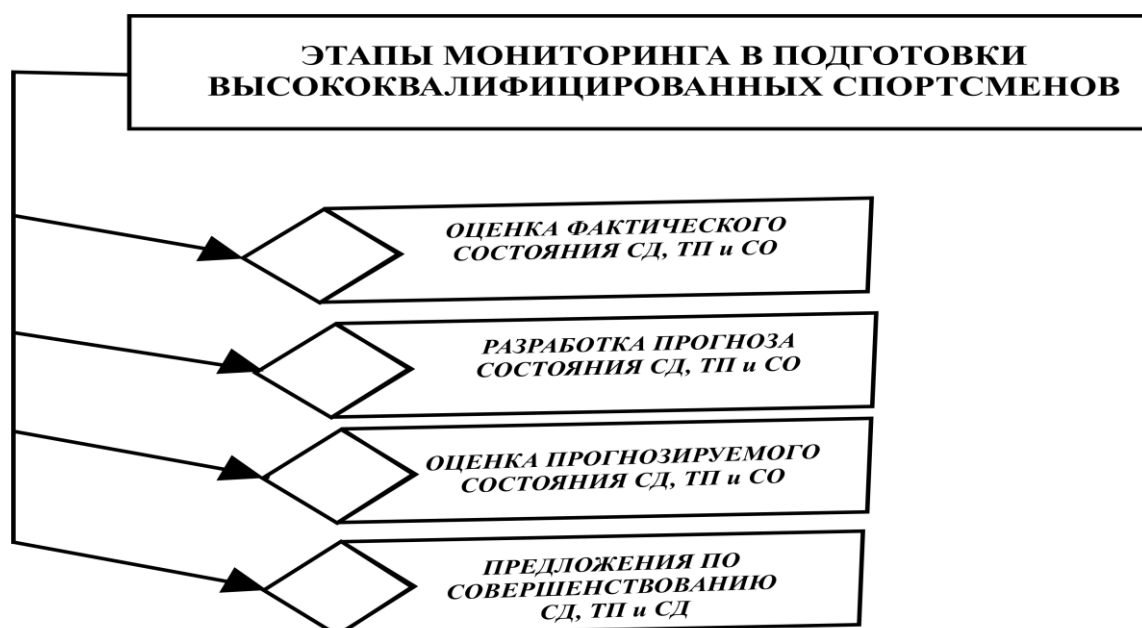 ЭТАПЫ МОНИТОРИНГА В ПОДГОТОВКИ
ВЫСОКОКВАЛИФИЦИРОВАННЫХ СПОРТСМЕНОВ
ОЦЕНКА ФАКТИЧЕСКОГО
СОСТОЯНИЯ СД, ТП и СО
РАЗРАБОТКА ПРОГНОЗА
СОСТОЯНИЯ СД, ТП и СО
ОЦЕНКА ПРОГНОЗИРУЕМОГО
СОСТОЯНИЯ СД, ТП и СО
ПРЕДЛОЖЕНИЯ ПО
СОВЕРШЕНСТВОВАНИЮ
СД, ТП и СД